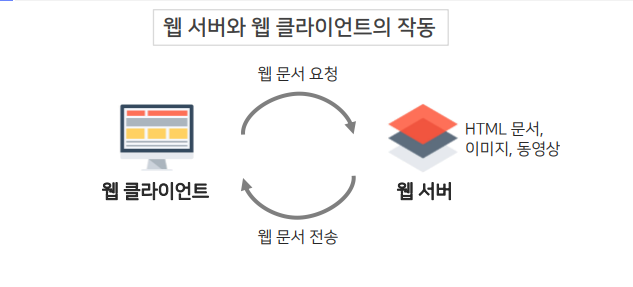 웹 서버와 웹 클라이언트의 작동
웹 문서 요청
HTML 문서,
이미지, 동영상
웹 클라이언트
웹 서버
웹 문서 전송